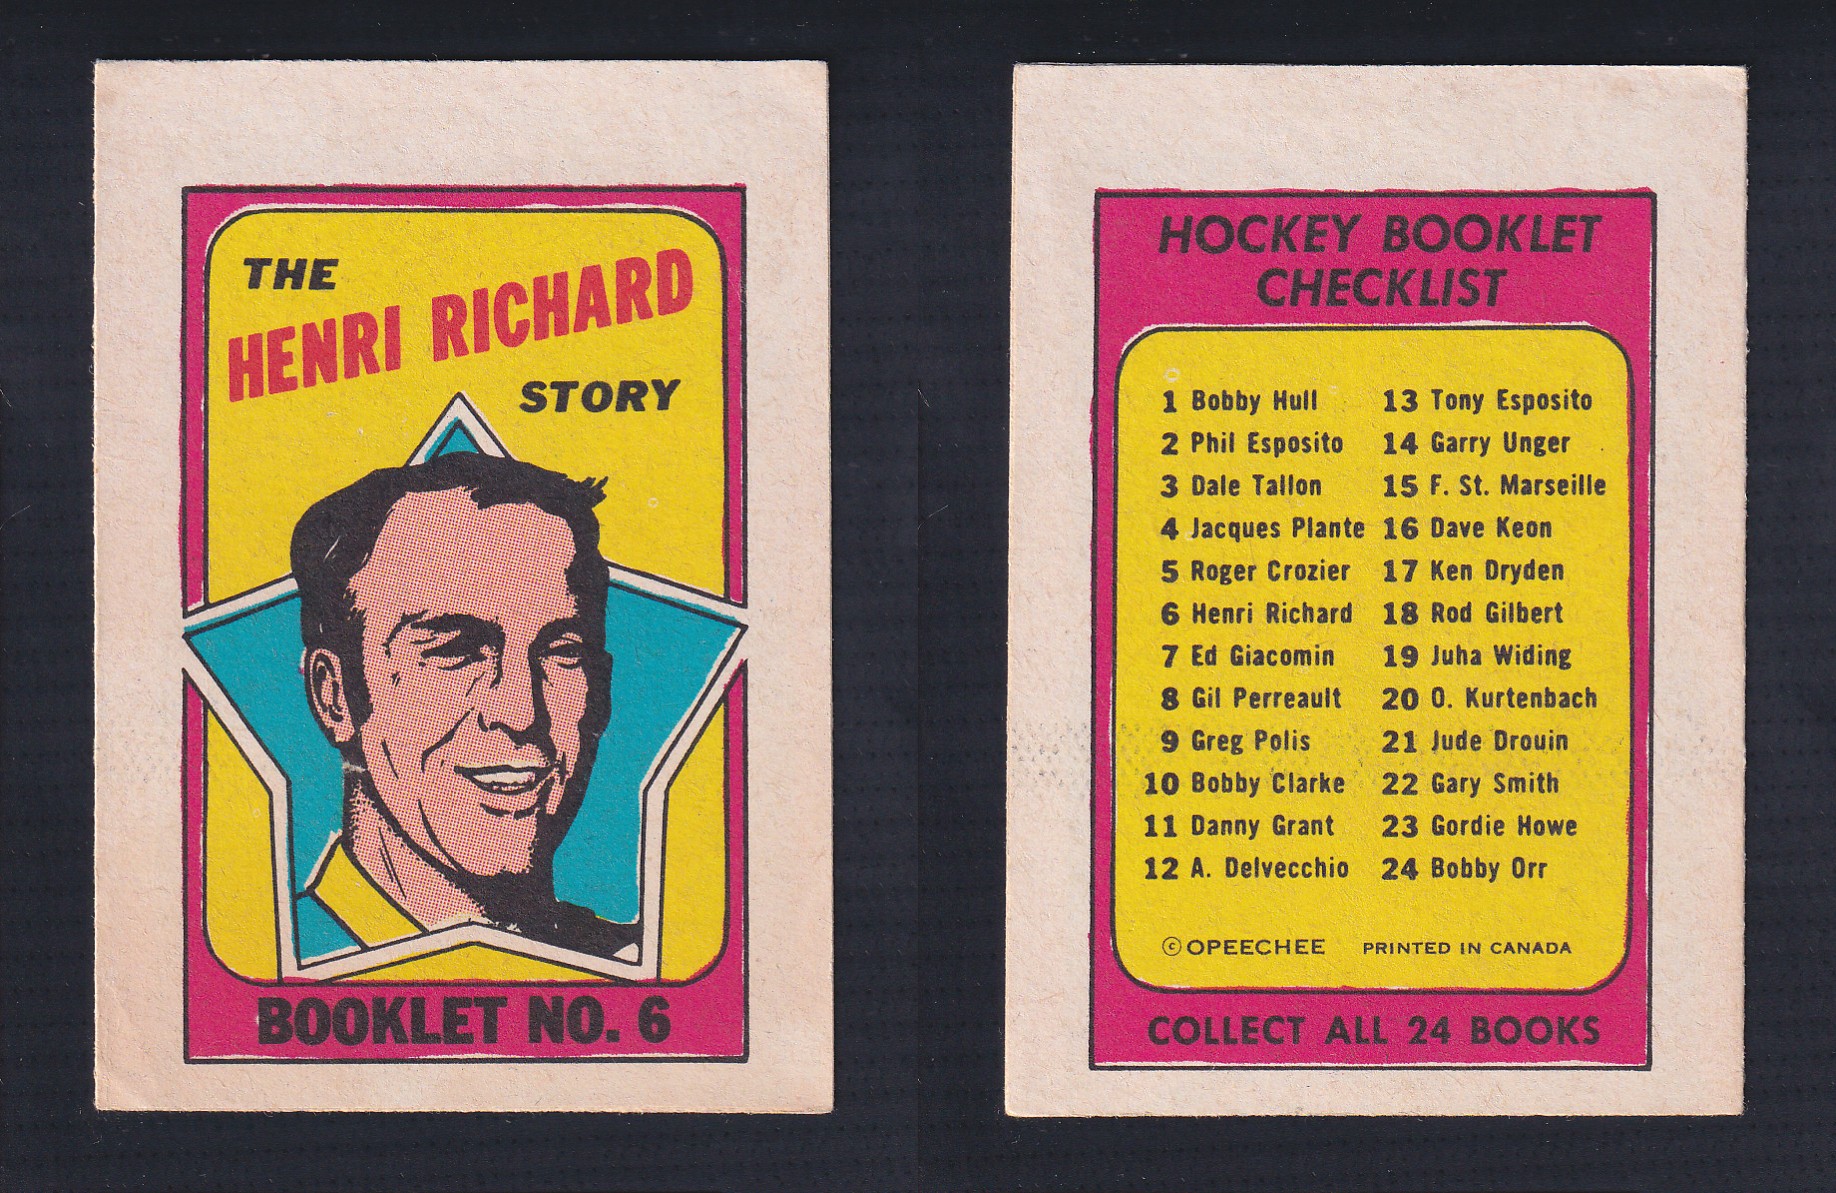 THE
HENRI RICHARD
STORY
BOOKLET NO. 6
HOCKEY BOOKLET
CHECKLIST
1 Bobby Hull
2 Phil Esposito
3 Dale Tallon
4 Jacques Plante
5 Roger Crozier
6 Henri Richard
7 Ed Giacomin
8 Gil Perreault
9 Greg Polis
10 Bobby Clarke
11 Danny Grant
12 A. Delvecchio
13 Tony Esposito
14 Garry Unger
15 F. St. Marseille
16 Dave Keon
17 Ken Dryden
18 Rod Gilbert
19 Juha Widing
20 O. Kurtenbach
21 Jude Drouin
22 Gary Smith
23 Gordie Howe
24 Bobby Orr
© OPEECHEE PRINTED IN CANADA
COLLECT ALL 24 BOOKS